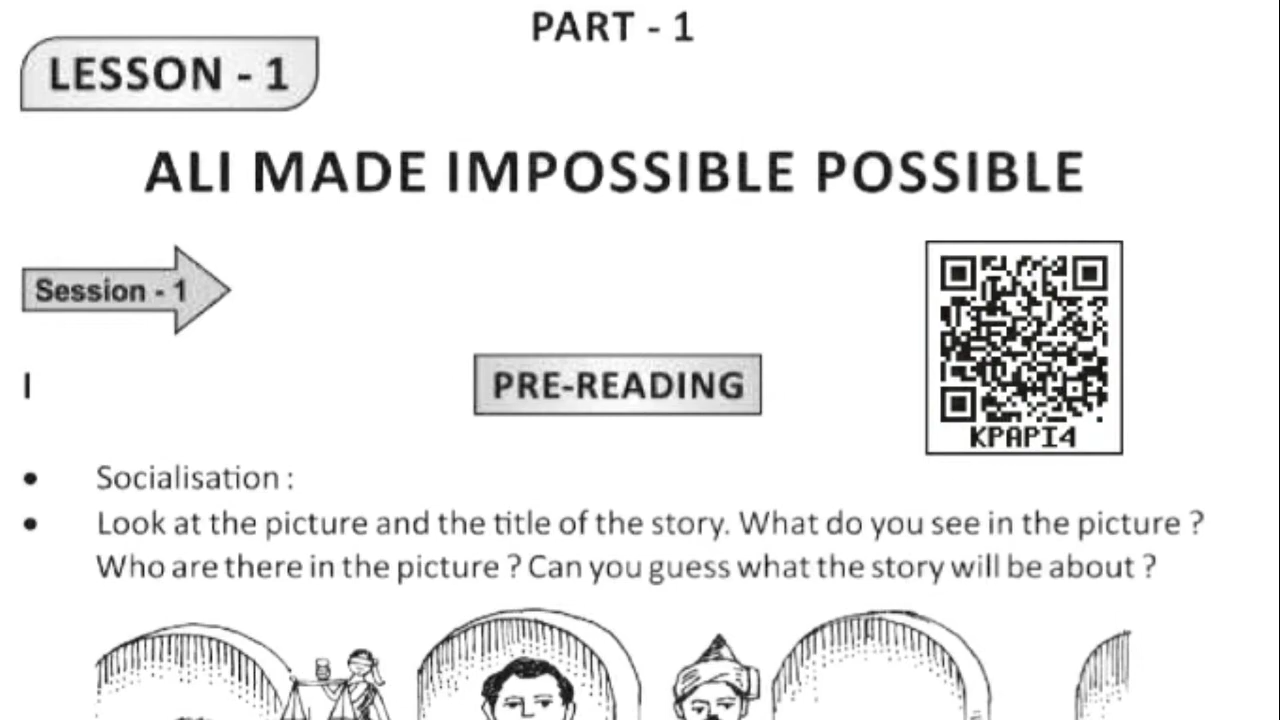 PART - 1
LESSON - 1
ALI MADE IMPOSSIBLE POSSIBLE
Session - 1
I
PRE-READING
KPAPI4
• Socialisation :
• Look at the picture and the title of the story. What do you see in the picture ?
Who are there in the picture ? Can you guess what the story will be about ?